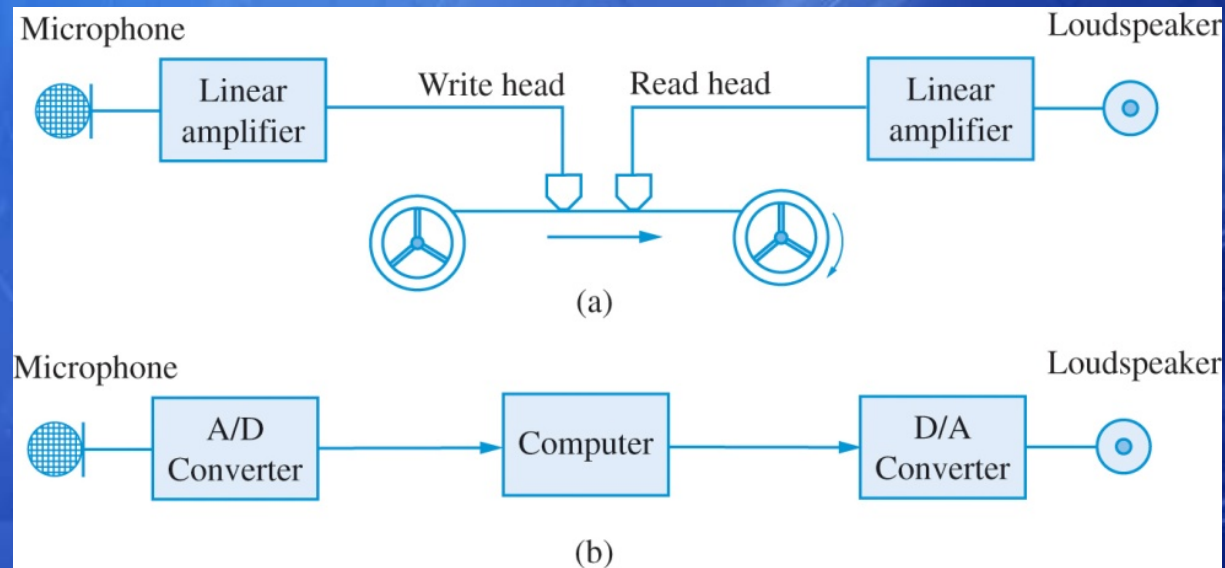 Microphone
Loudspeaker
Linear
amplifier
Write head
Read head
Linear
amplifier
(a)
Microphone
Loudspeaker
A/D
Converter
Computer
D/A
Converter
(b)